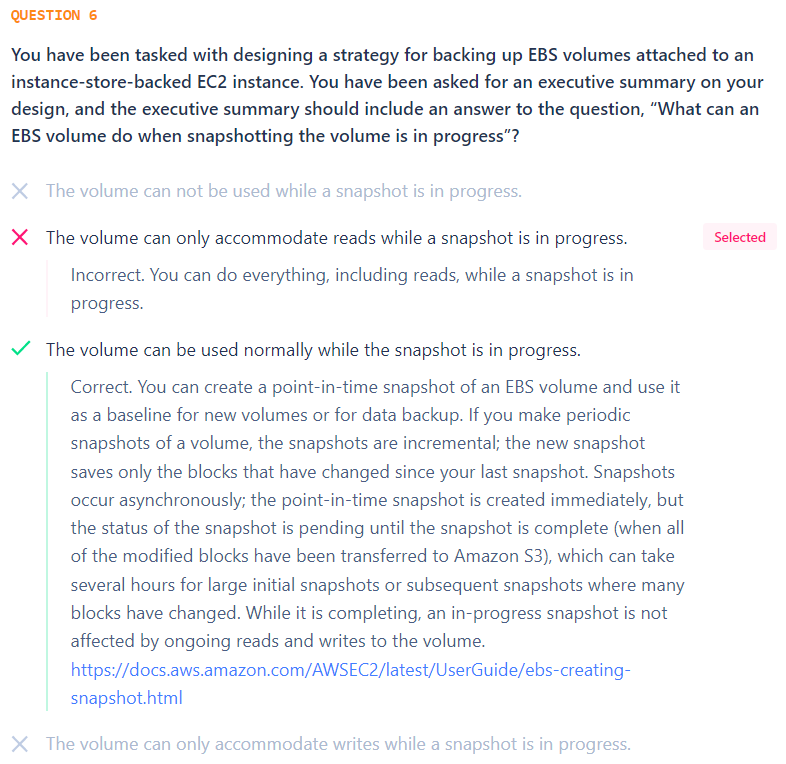 QUESTION 6
You have been tasked with designing a strategy for backing up EBS volumes attached to an
instance-store-backed EC2 instance. You have been asked for an executive summary on your
design, and the executive summary should include an answer to the question, “What can an
EBS volume do when snapshotting the volume is in progress”?
The volume can not be used while a snapshot is in progress.
The volume can only accommodate reads while a snapshot is in progress.
Selected
Incorrect. You can do everything, including reads, while a snapshot is in
progress.
The volume can be used normally while the snapshot is in progress.
Correct. You can create a point-in-time snapshot of an EBS volume and use it
as a baseline for new volumes or for data backup. If you make periodic
snapshots of a volume, the snapshots are incremental; the new snapshot
saves only the blocks that have changed since your last snapshot. Snapshots
occur asynchronously; the point-in-time snapshot is created immediately, but
the status of the snapshot is pending until the snapshot is complete (when all
of the modified blocks have been transferred to Amazon S3), which can take
several hours for large initial snapshots or subsequent snapshots where many
blocks have changed. While it is completing, an in-progress snapshot is not
affected by ongoing reads and writes to the volume.
https://docs.aws.amazon.com/AWSEC2/latest/UserGuide/ebs-creating-
snapshot.html
The volume can only accommodate writes while a snapshot is in progress.